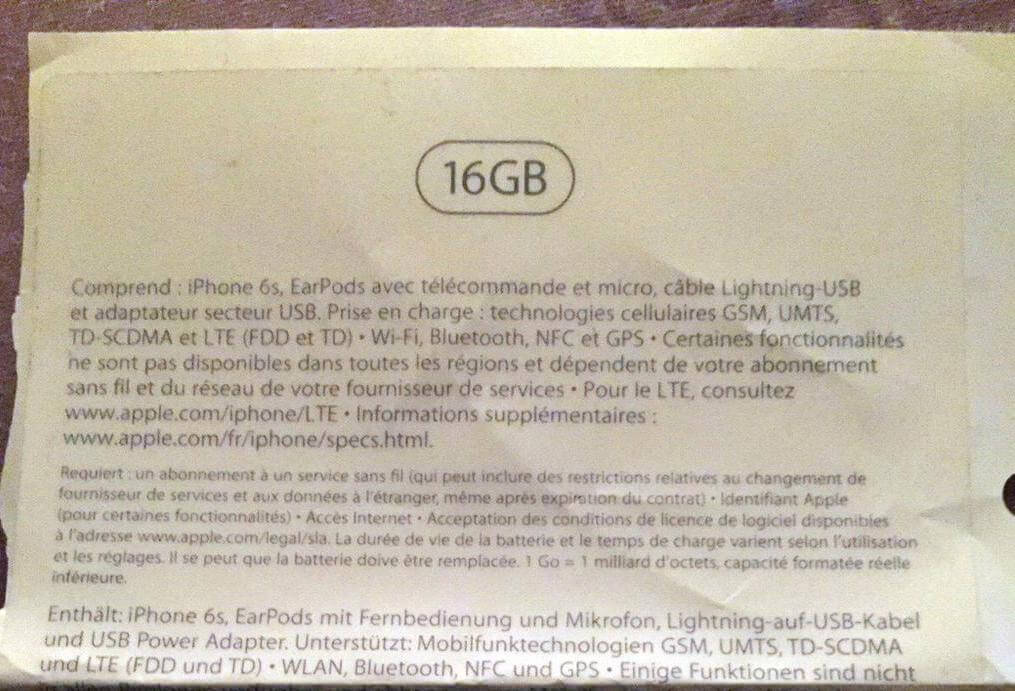 16GB
Comprend : iPhone 6s, EarPods avec télécommande et micro, câble Lightning-USB
et adaptateur secteur USB. Prise en charge : technologies cellulaires GSM, UMTS,
TD-SCDMA et LTE (FDD et TD) • Wi-Fi, Bluetooth, NFC et GPS • Certaines fonctionnalités
ne sont pas disponibles dans toutes les régions et dépendent de votre abonnement
sans fil et du réseau de votre fournisseur de services • Pour le LTE, consultez
www.apple.com/iphone/LTE • Informations supplémentaires :
www.apple.com/fr/iphone/specs.html.
Requiert : un abonnement à un service sans fil (qui peut inclure des restrictions relatives au changement de
fournisseur de services et aux données à l'étranger, même après expiration du contrat) • Identifiant Apple
(pour certaines fonctionnalités) • Accès Internet • Acceptation des conditions de licence de logiciel disponibles
à l'adresse www.apple.com/legal/sla. La durée de vie de la batterie et le temps de charge varient selon l'utilisation
et les réglages. Il se peut que la batterie doive être remplacée. 1 Go = 1 milliard d'octets, capacité formatée réelle
inférieure.
Enthält: iPhone 6s, EarPods mit Fernbedienung und Mikrofon, Lightning-auf-USB-Kabel
und USB Power Adapter. Unterstützt: Mobilfunktechnologien GSM, UMTS, TD-SCDMA
und LTE (FDD und TD) • WLAN, Bluetooth, NFC und GPS • Einige Funktionen sind nicht